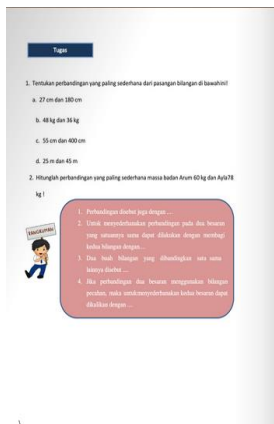 Tugas
1. Tentukan perbandingan yang paling sederhana dari pasangan bilangan di bawahini!
a. 27 cm dan 180 cm
b. 48 kg dan 36 kg
c. 55 cm dan 400 cm
d. 25 m dan 45 m
2. Hitunglah perbandingan yang paling sederhana massa badan Arum 60 kg dan Ayla78
kg !
1. Perbandingan disebut juga dengan ....
2. Untuk menyederhanakan perbandingan pada dua besaran
yang satuannya sama dapat dilakukan dengan membagi
kedua bilangan dengan....
3. Dua buah bilangan yang dibandingkan satu sama
lainnya disebut ....
4. Jika perbandingan dua besaran menggunakan bilangan
pecahan, maka untukmenyederhanakan kedua besaran dapat
dikalikan dengan ....